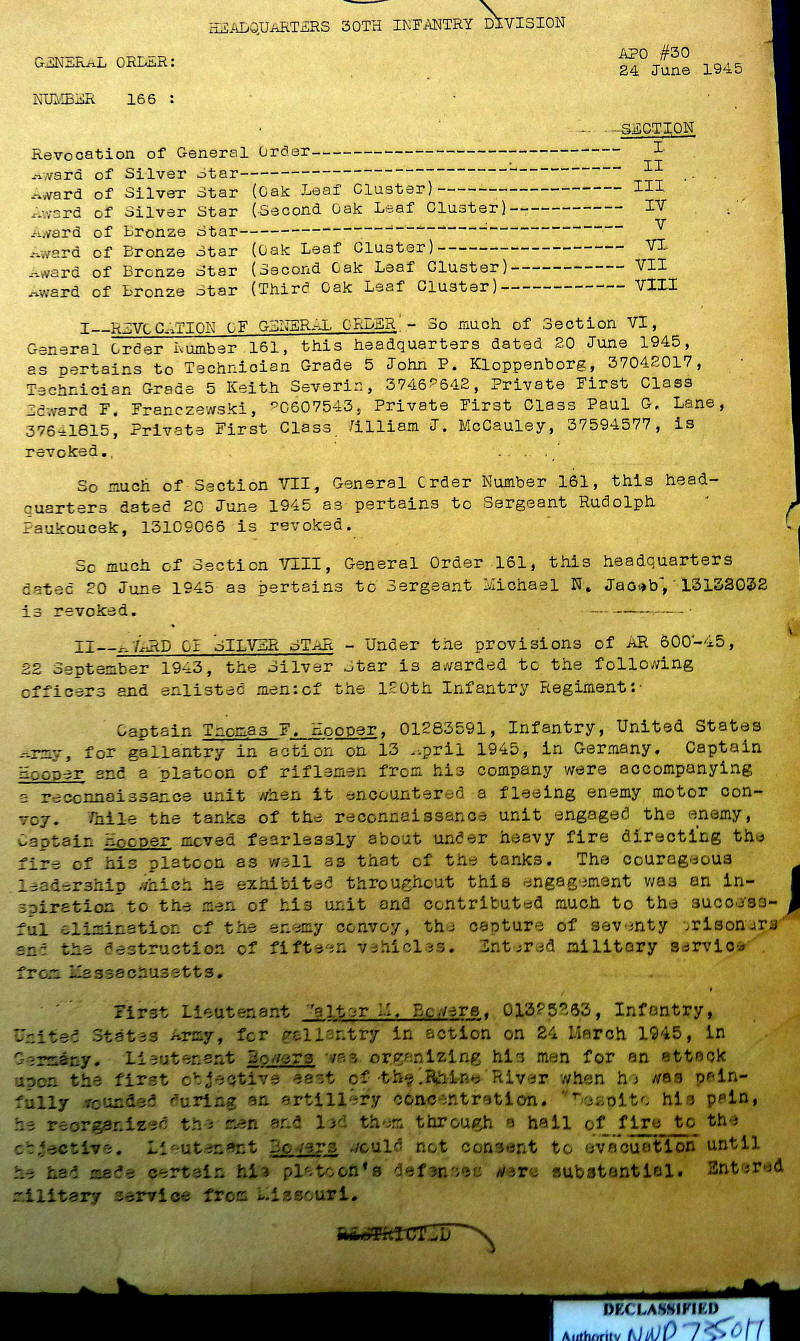 HEADQUARTERS 30TH INFANTRY DIVISION
GENERAL ORDER:
APO #30
24 June 1945
NUMBER 166 :
SECTION
Revocation of General Order------------------------------ I
Award of Silver Star------------------------------------- II
Award of Silver Star (Oak Leaf Cluster)------------------ III
Award of Silver Star (Second Oak Leaf Cluster)----------- IV
Award of Bronze Star------------------------------------- V
Award of Bronze Star (Oak Leaf Cluster)------------------ VI
Award of Bronze Star (Second Oak Leaf Cluster)----------- VII
Award of Bronze Star (Third Oak Leaf Cluster)------------ VIII
I--REVOCATION OF GENERAL ORDER - So much of Section VI,
General Order Number 161, this headquarters dated 20 June 1945,
as pertains to Technician Grade 5 John P. Kloppenborg, 37042017,
Technician Grade 5 Keith Severin, 37462642, Private First Class
Edward F. Franczewski, 20607543, Private First Class Paul G. Lane,
37641815, Private First Class William J. McCauley, 37594577, is
revoked.
So much of Section VII, General Order Number 161, this head-
quarters dated 20 June 1945 as pertains to Sergeant Rudolph
Paukoucek, 13109066 is revoked.
So much of Section VIII, General Order 161, this headquarters
dated 20 June 1945 as pertains to Sergeant Michael N. Jacob, 13132032
is revoked.
II--AWARD OF SILVER STAR - Under the provisions of AR 600-45,
22 September 1943, the Silver Star is awarded to the following
officers and enlisted men:of the 120th Infantry Regiment:
Captain Thomas F. Hooper, 01283591, Infantry, United States
Army, for gallantry in action on 13 April 1945, in Germany. Captain
Hooper and a platoon of riflemen from his company were accompanying
a reconnaissance unit when it encountered a fleeing enemy motor con-
voy. While the tanks of the reconnaissance unit engaged the enemy,
Captain Hooper moved fearlessly about under heavy fire directing the
fire of his platoon as well as that of the tanks. The courageous
leadership which he exhibited throughout this engagement was an in-
spiration to the men of his unit and contributed much to the success-
ful elimination of the enemy convoy, the capture of seventy prisoners
and the destruction of fifteen vehicles. Entered military service
from Massachusetts.
First Lieutenant Walter M. Bowers, 01325263, Infantry,
United States Army, for gallantry in action on 24 March 1945, in
Germany. Lieutenant Bowers was organizing his men for an attack
upon the first objective east of the Rhine River when he was pain-
fully wounded during an artillery concentration. Despite his pain,
he reorganized the men and led them through a hail of fire to the
objective. Lieutenant Bowers would not consent to evacuation until
he had made certain his platoon's defenses were substantial. Entered
military service from Missouri.
RESTRICTED
DECLASSIFIED
Authority NND 735017